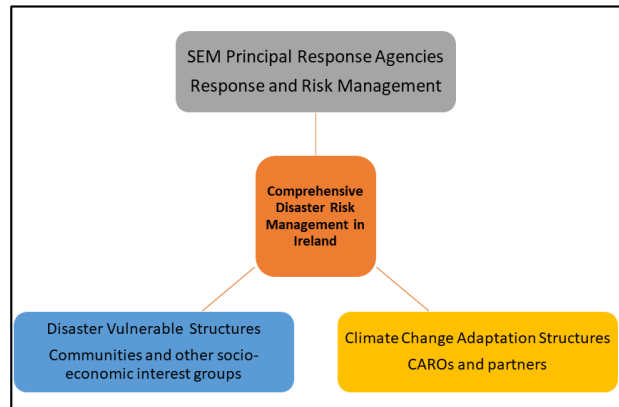 SEM Principal Response Agencies
Response and Risk Management
Comprehensive
Disaster Risk
Management in
Ireland
Disaster Vulnerable Structures
Communities and other socio-
economic interest groups
Climate Change Adaptation Structures
CAROs and partners